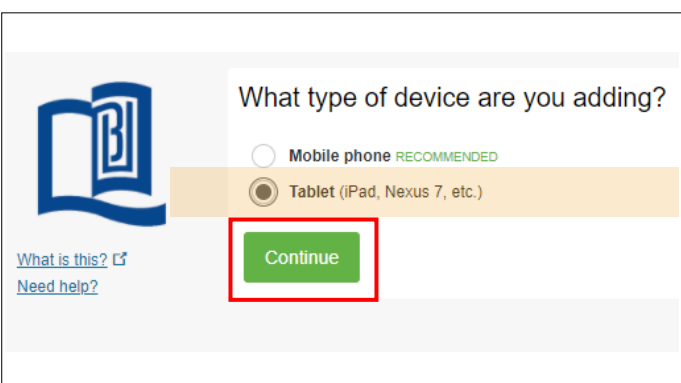 What type of device are you adding?
Mobile phone RECOMMENDED
Tablet (iPad, Nexus 7, etc.)
Continue
What is this?
Need help?